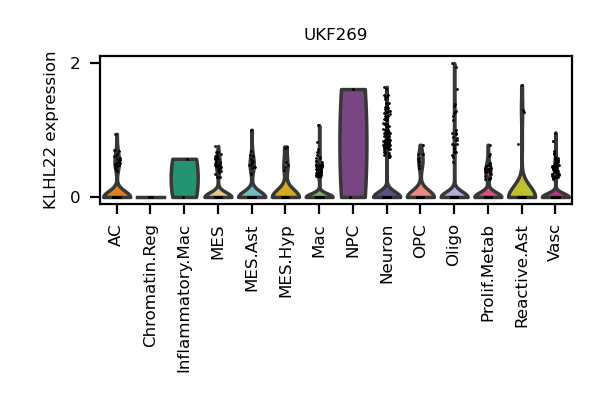 UKF269
KLHL22 expression
2
0
AC
Chromatin.Reg
Inflammatory.Mac
MES
MES.Ast
MES.Hyp
Mac
NPC
Neuron
OPC
Oligo
Prolif.Metab
Reactive.Ast
Vasc